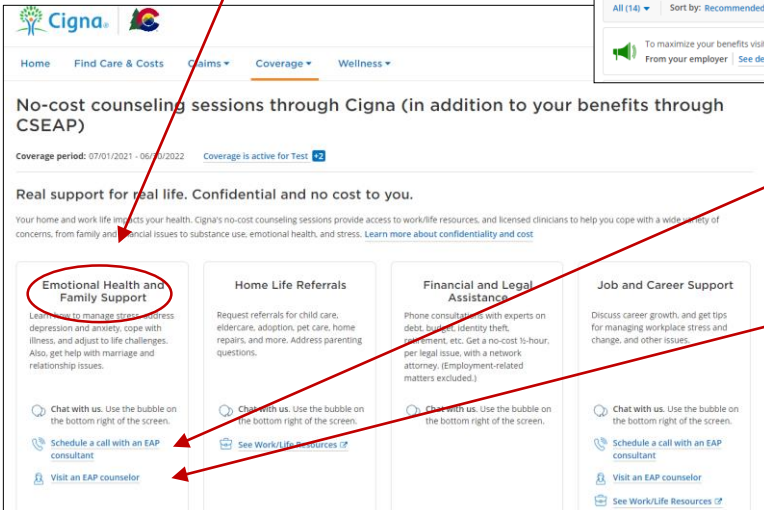 All (14) Sort by: Recommended
To maximize your benefits visi
From your employer See de
Cigna®
Home Find Care & Costs Claims Coverage Wellness
No-cost counseling sessions through Cigna (in addition to your benefits through
CSEAP)
Coverage period: 07/01/2021 - 06/30/2022 Coverage is active for Test +2
Real support for real life. Confidential and no cost to you.
Your home and work life impacts your health. Cigna's no-cost counseling sessions provide access to work/life resources, and licensed clinicians to help you cope with a wide variety of
concerns, from family and financial issues to substance use, emotional health, and stress. Learn more about confidentiality and cost
Emotional Health and
Family Support
Learn how to manage stress, address
depression and anxiety, cope with
illness, and adjust to life challenges.
Also, get help with marriage and
relationship issues.
Chat with us. Use the bubble on
the bottom right of the screen.
Schedule a call with an EAP
consultant
Visit an EAP counselor
Home Life Referrals
Request referrals for child care,
eldercare, adoption, pet care, home
repairs, and more. Address parenting
questions.
Chat with us. Use the bubble on
the bottom right of the screen.
See Work/Life Resources
Financial and Legal
Assistance
Phone consultations with experts on
debt, budget, identity theft,
retirement, etc. Get a no-cost ½-hour,
per legal issue, with a network
attorney. (Employment-related
matters excluded.)
Chat with us. Use the bubble on
the bottom right of the screen.
Job and Career Support
Discuss career growth, and get tips
for managing workplace stress and
change, and other issues.
Chat with us. Use the bubble on
the bottom right of the screen.
Schedule a call with an EAP
consultant
Visit an EAP counselor
See Work/Life Resources